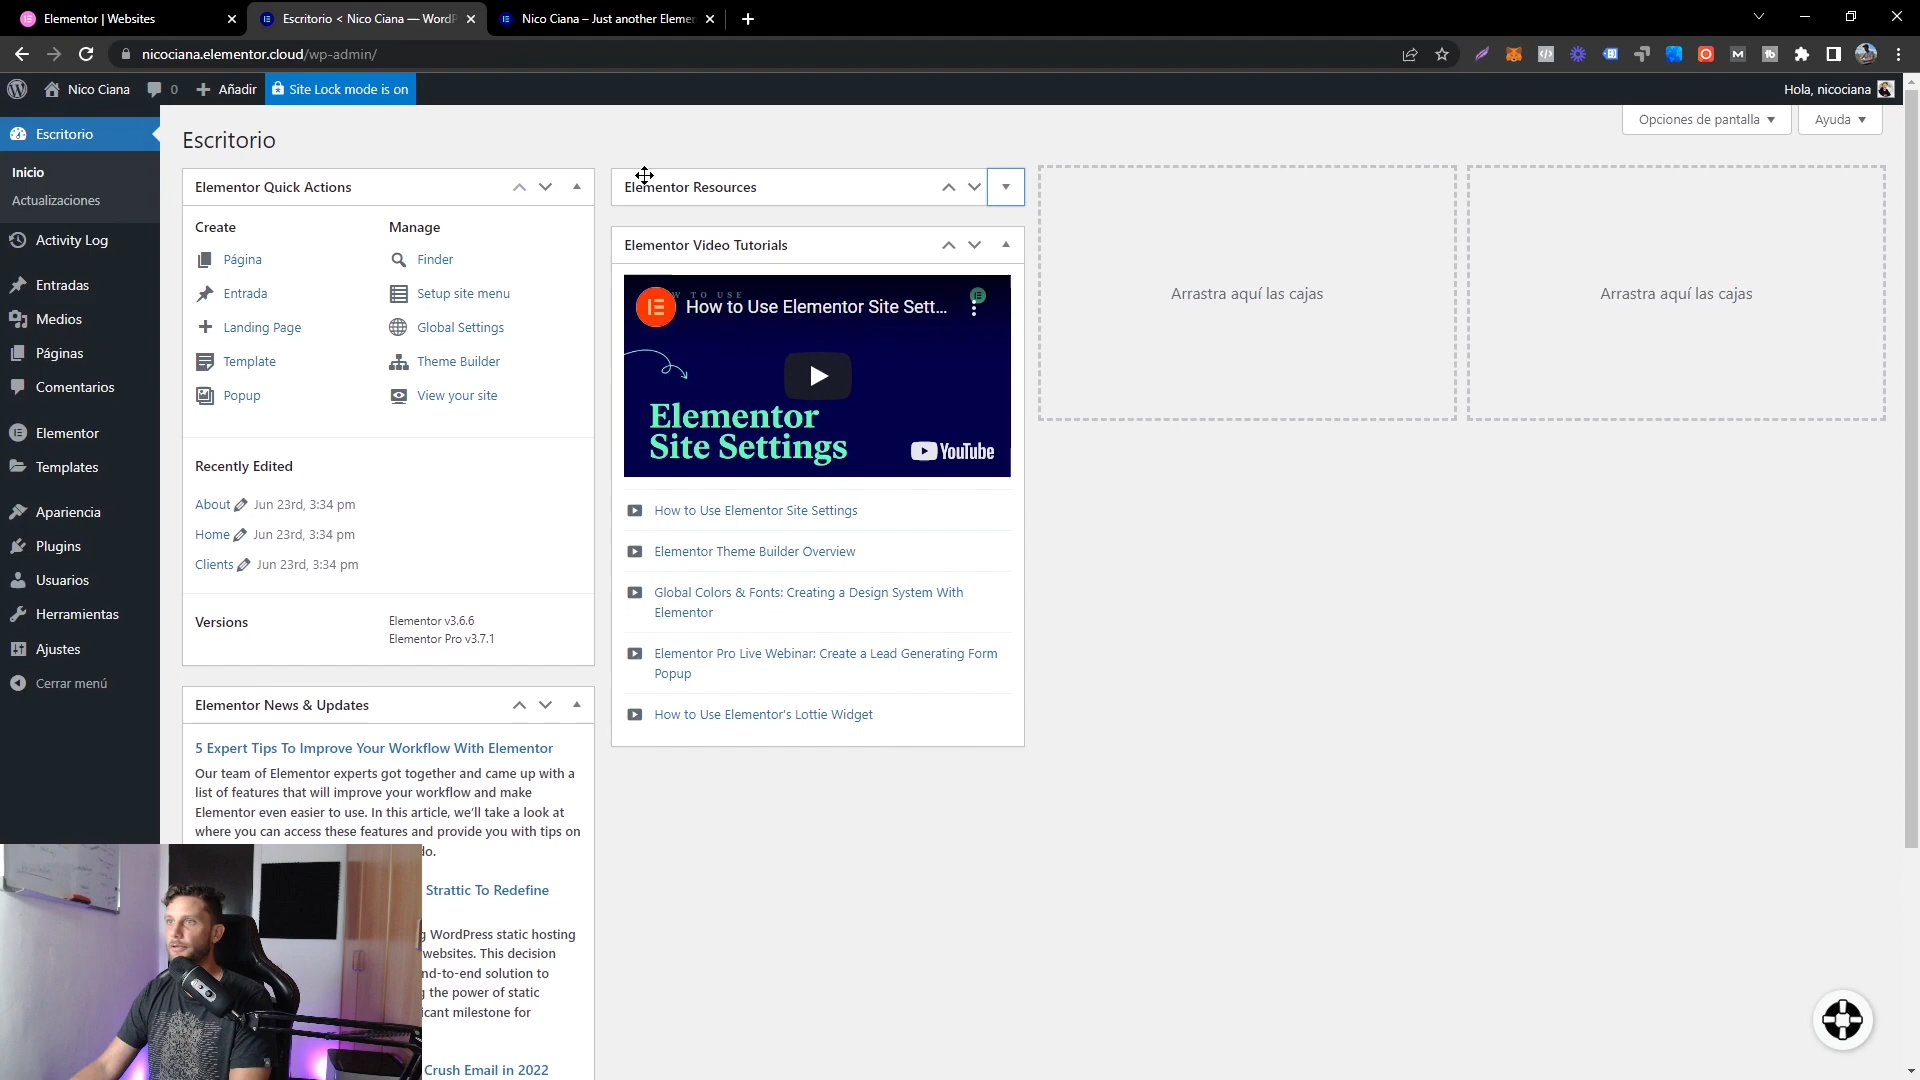 Elementor | Websites
Escritorio < Nico Ciana — WordP
Nico Ciana – Just another Elemen
nicociana.elementor.cloud/wp-admin/
Nico Ciana
0
Añadir
Site Lock mode is on
Hola, nicociana
Escritorio
Inicio
Actualizaciones
Activity Log
Entradas
Medios
Páginas
Comentarios
Elementor
Templates
Apariencia
Plugins
Usuarios
Herramientas
Ajustes
Cerrar menú
Escritorio
Opciones de pantalla
Ayuda
Elementor Quick Actions
Create
Página
Entrada
Landing Page
Template
Popup
Manage
Finder
Setup site menu
Global Settings
Theme Builder
View your site
Recently Edited
About Jun 23rd, 3:34 pm
Home Jun 23rd, 3:34 pm
Clients Jun 23rd, 3:34 pm
Versions
Elementor v3.6.6
Elementor Pro v3.7.1
Elementor News & Updates
5 Expert Tips To Improve Your Workflow With Elementor
Our team of Elementor experts got together and came up with a
list of features that will improve your workflow and make
Elementor even easier to use. In this article, we'll take a look at
where you can access these features and provide you with tips on
do.
Strattic To Redefine
g WordPress static hosting
websites. This decision
nd-to-end solution to
g the power of static
icant milestone for
Crush Email in 2022
Elementor Resources
Elementor Video Tutorials
W TO USE
How to Use Elementor Site Sett...
Elementor
Site Settings
YouTube
How to Use Elementor Site Settings
Elementor Theme Builder Overview
Global Colors & Fonts: Creating a Design System With
Elementor
Elementor Pro Live Webinar: Create a Lead Generating Form
Popup
How to Use Elementor's Lottie Widget
Arrastra aquí las cajas
Arrastra aquí las cajas